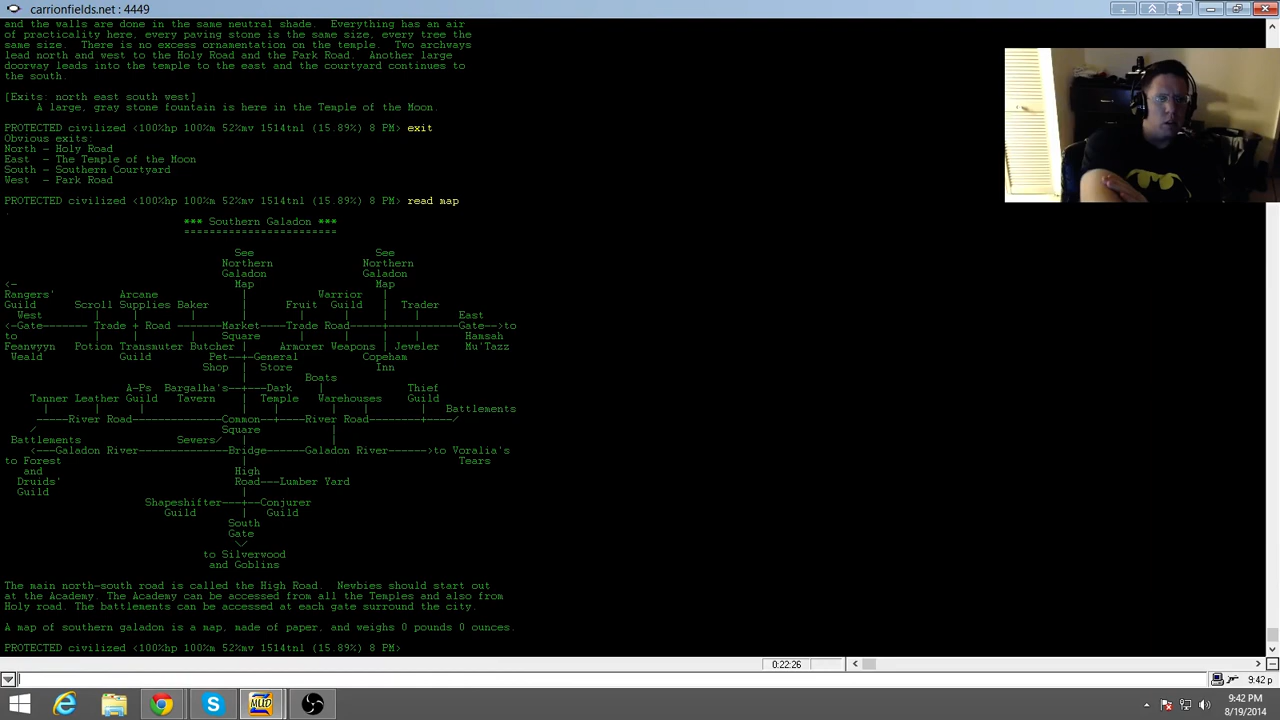 carrionfields.net : 4449
and the walls are done in the same neutral shade.  Everything has an air
of practicality here, every paving stone is the same size, every tree the
same size.  There is no excess ornamentation on the temple.  Two archways
lead north and west to the Holy Road and the Park Road.  Another large
doorway leads into the temple to the east and the courtyard continues to
the south.
[Exits: north east south west]
A large, gray stone fountain is here in the Temple of the Moon.
PROTECTED civilized <100%hp 100%m 52%mv 1514tnl (15.89%) 8 PM> exit
Obvious exits:
North - Holy Road
East  - The Temple of the Moon
South - Southern Courtyard
West  - Park Road
PROTECTED civilized <100%hp 100%m 52%mv 1514tnl (15.89%) 8 PM> read map
*** Southern Galadon ***
========================
See See
Northern Northern
Galadon Galadon
<- Map Map
Rangers' Arcane Warrior
Guild Scroll Supplies Baker | Fruit Guild | Trader
West | | | | | | | | East
<-Gate------- Trade + Road -------Market----Trade Road-----+----------Gate-->to
to | | | Square | | | | Hamsah
Feanwyyn Potion Transmuter Butcher | Armorer Weapons | Jeweler Mu'Tazz
Weald Guild Pet-+-General Copeham
Shop | Store Inn
| Boats
A-Ps Bargalha's--+--Dark | Thief
Tanner Leather Guild Tavern | Temple Warehouses Guild
| | | | | | | | Battlements
-----River Road------------Common--+----River Road--------+----/
/ Square |
Battlements Sewers/ | |
<---Galadon River--------------Bridge------Galadon River------->to Voralia's
to Forest | Tears
and High
Druids' Road---Lumber Yard
Guild |
Shapeshifter---+--Conjurer
Guild | Guild
South
Gate
\/
to Silverwood
and Goblins
The main north-south road is called the High Road.  Newbies should start out
at the Academy. The Academy can be accessed from all the Temples and also from
Holy road. The battlements can be accessed at each gate surround the city.
A map of southern galadon is a map, made of paper, and weighs 0 pounds 0 ounces.
PROTECTED civilized <100%hp 100%m 52%mv 1514tnl (15.89%) 8 PM>
0:22:26
9:42 p
MUD
9:42 PM
8/19/2014